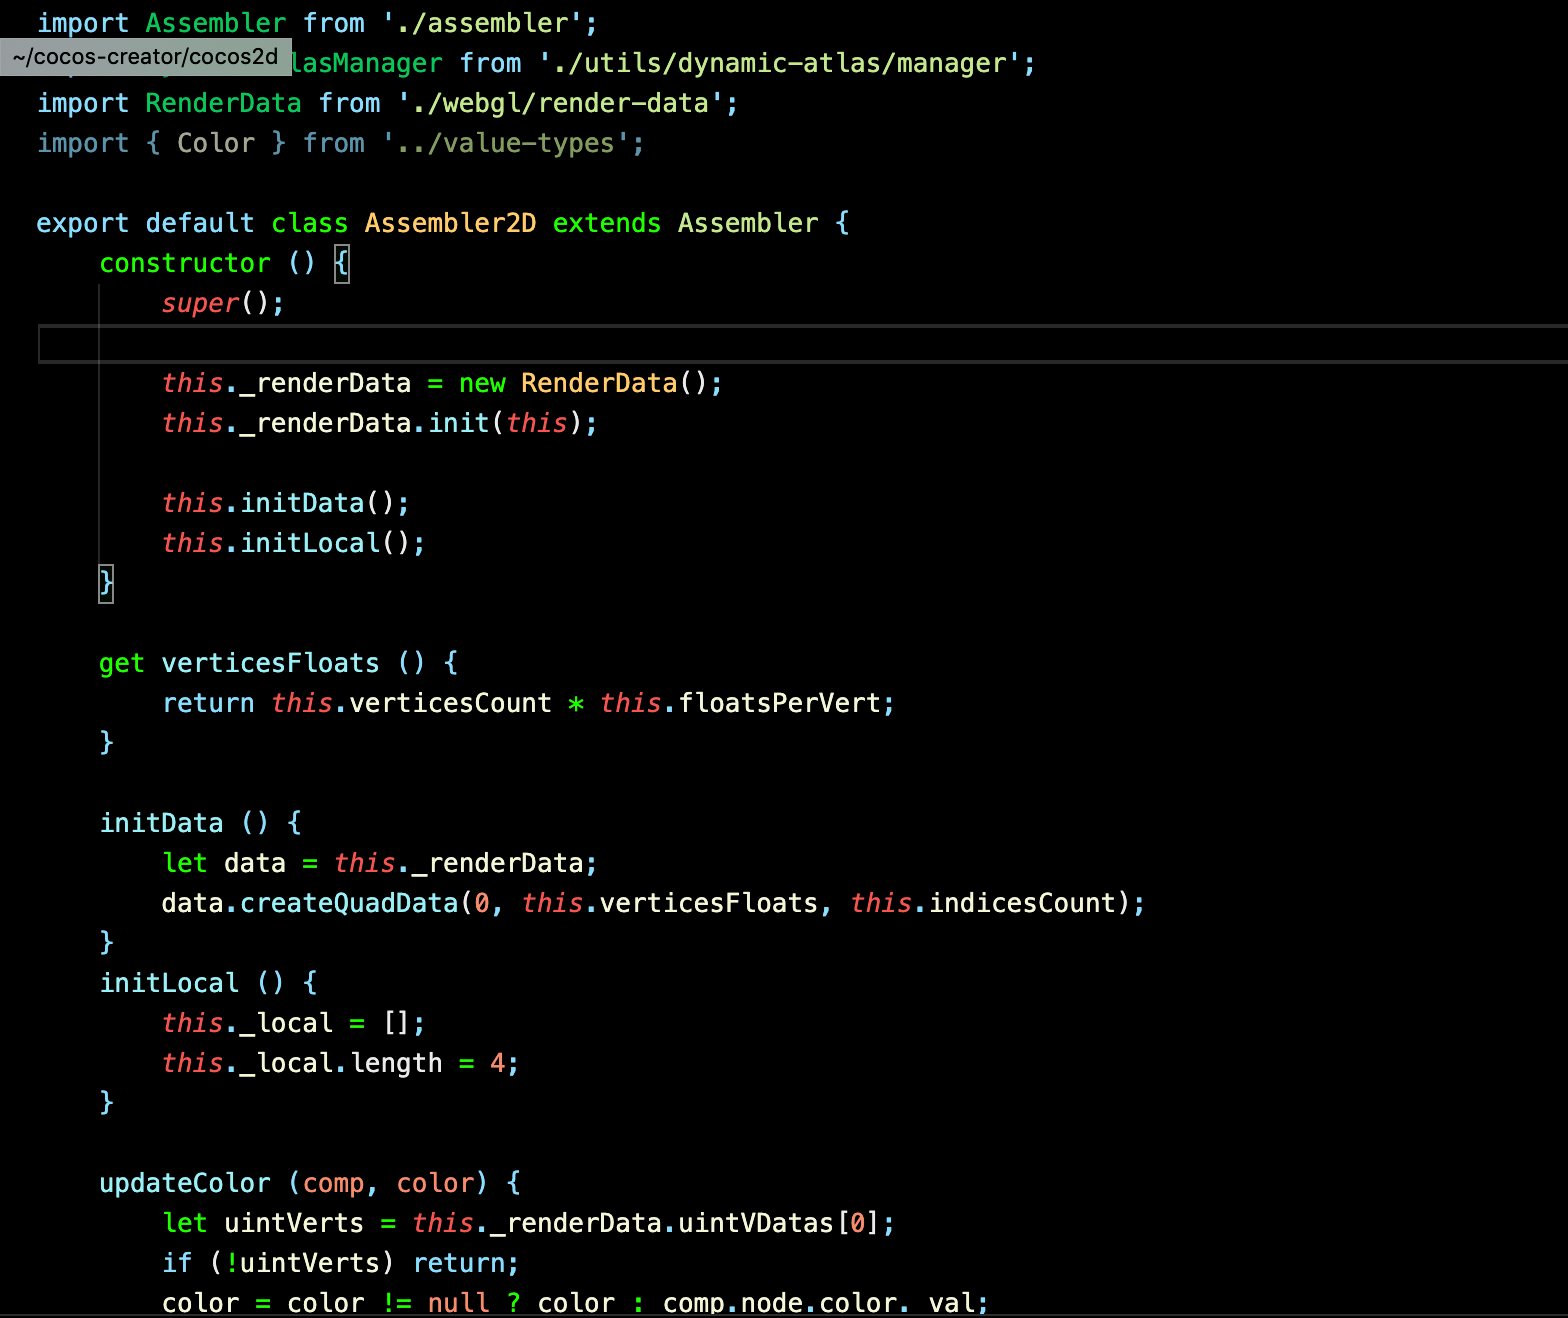 import Assembler from './assembler';
~/cocos-creator/cocos2d
lasManager from './utils/dynamic-atlas/manager';
import RenderData from './webgl/render-data';
import { Color } from '../value-types';
export default class Assembler2D extends Assembler {
constructor () {
super();
this._renderData = new RenderData();
this._renderData.init(this);
this.initData();
this.initLocal();
}
get verticesFloats () {
return this.verticesCount * this.floatsPerVert;
}
initData () {
let data = this._renderData;
data.createQuadData(0, this.verticesFloats, this.indicesCount);
}
initLocal () {
this._local = [];
this._local.length = 4;
}
updateColor (comp, color) {
let uintVerts = this._renderData.uintVDatas[0];
if (!uintVerts) return;
color = color != null ? color : comp.node.color._val;